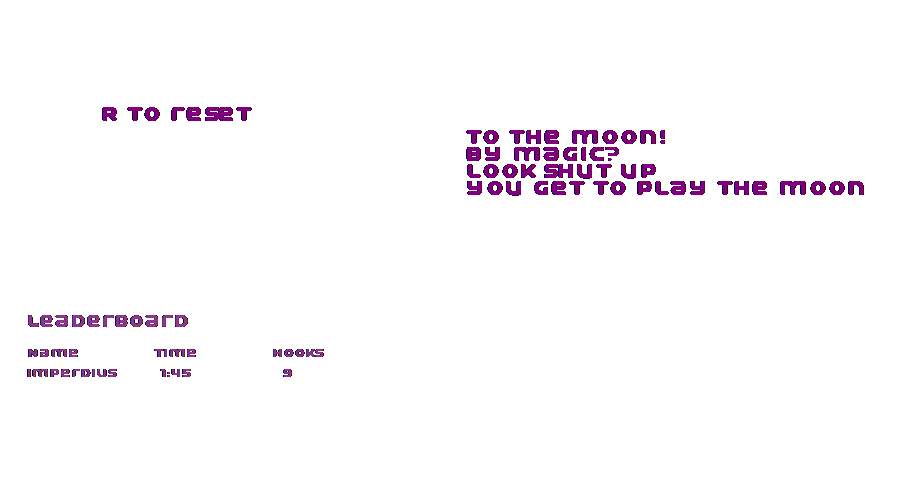 R TO reseT
TO THe moon!
BY maGIC?
LOOK SHUT UP
YOU GeT TO PLay THe moon
LeaDerBoarD
Name TIme HOOKS
ImPerDIUS 1:45 9